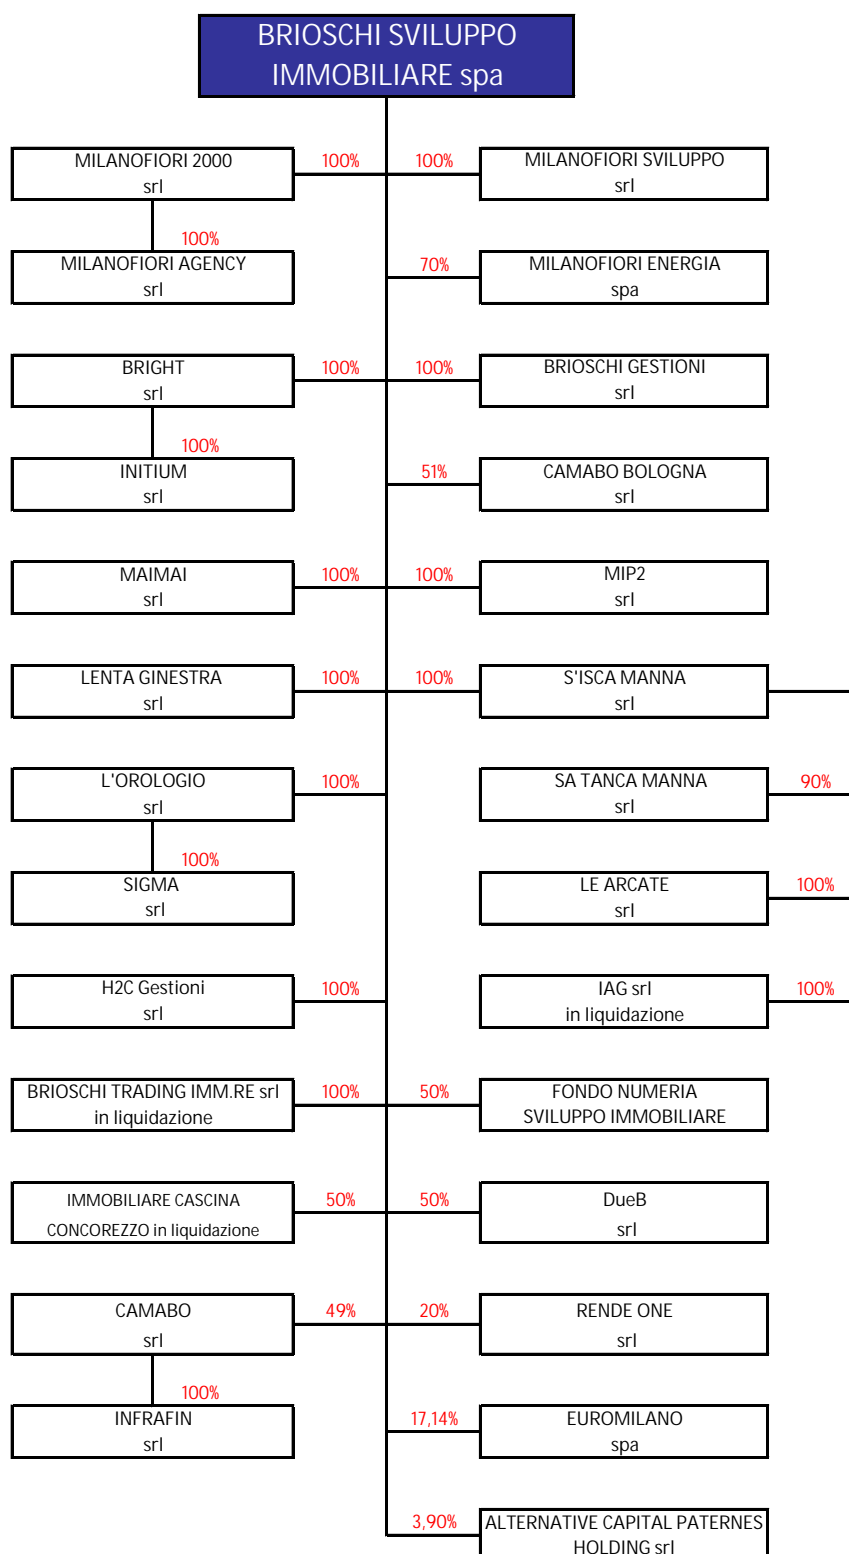 BRIOSCHI SVILUPPO
IMMOBILIARE spa
MILANOFIORI 2000
srl
100%
100%
MILANOFIORI SVILUPPO
srl
100%
MILANOFIORI AGENCY
srl
70%
MILANOFIORI ENERGIA
spa
BRIGHT
srl
100%
100%
BRIOSCHI GESTIONI
srl
100%
INITIUM
srl
51%
CAMABO BOLOGNA
srl
MAIMAI
srl
100%
100%
MIP2
srl
LENTA GINESTRA
srl
100%
100%
S'ISCA MANNA
srl
L'OROLOGIO
srl
100%
SA TANCA MANNA
srl
90%
100%
SIGMA
srl
LE ARCATE
srl
100%
H2C Gestioni
srl
100%
IAG srl
in liquidazione
100%
BRIOSCHI TRADING IMM.RE srl
in liquidazione
100%
50%
FONDO NUMERIA
SVILUPPO IMMOBILIARE
IMMOBILIARE CASCINA
CONCOREZZO in liquidazione
50%
50%
DueB
srl
CAMABO
srl
49%
20%
RENDE ONE
srl
100%
INFRAFIN
srl
17,14%
EUROMILANO
spa
3,90%
ALTERNATIVE CAPITAL PATERNES
HOLDING srl